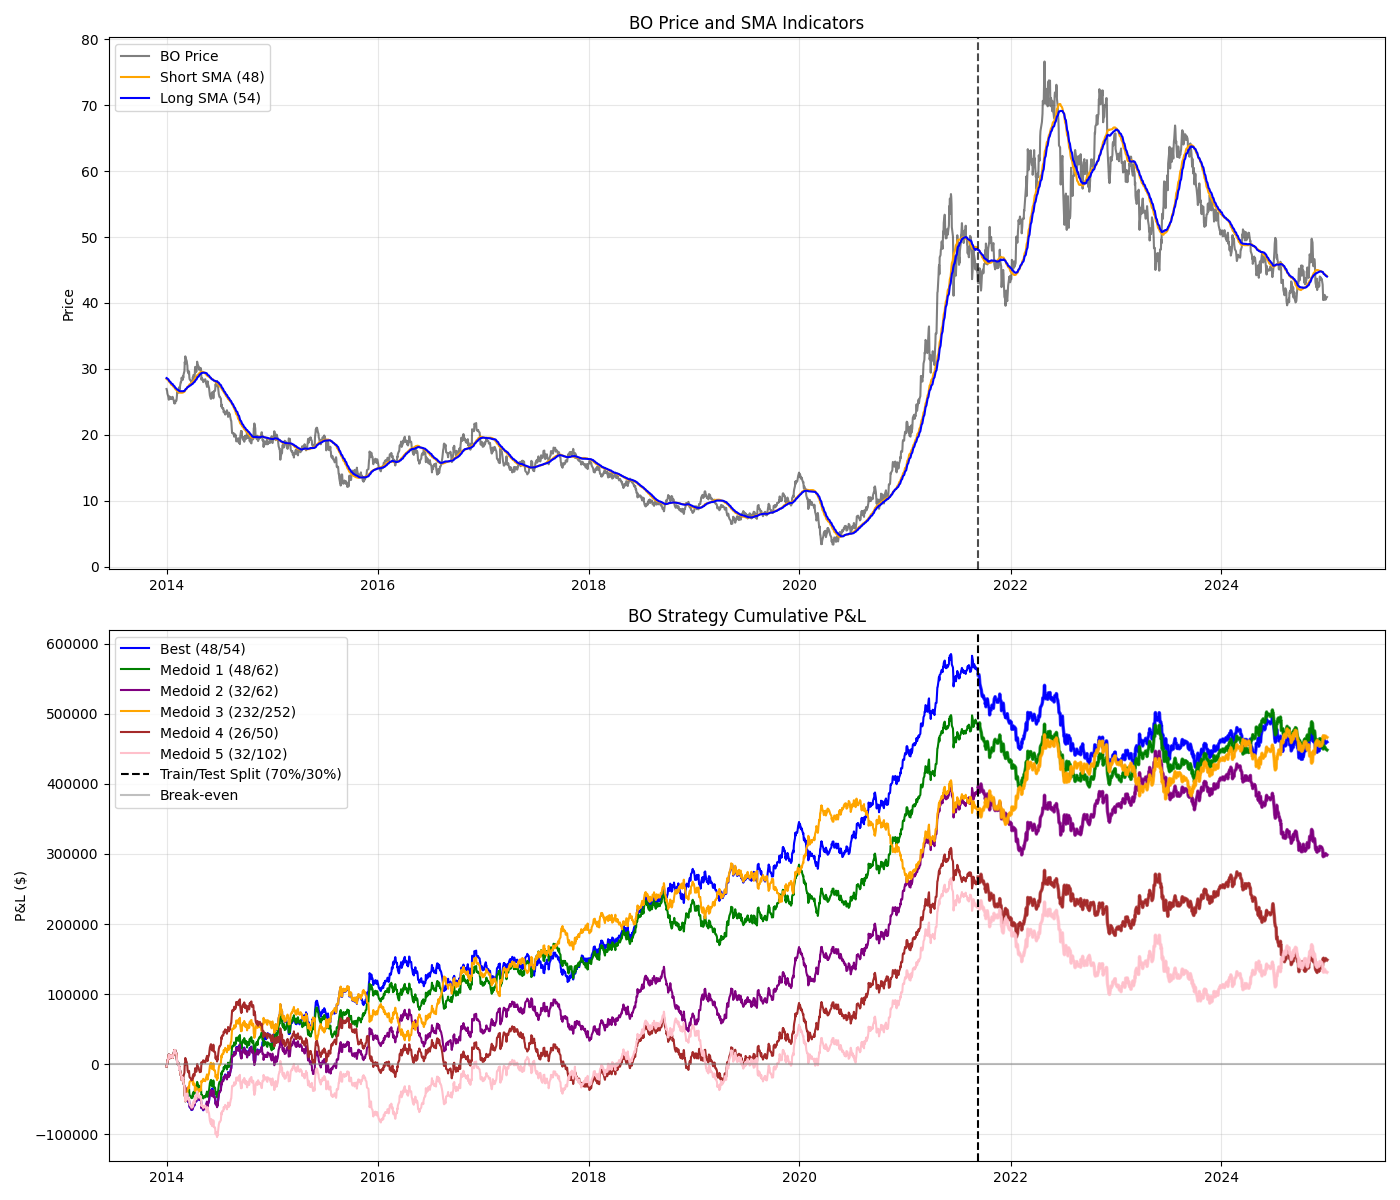 BO Price and SMA Indicators
BO Price
Short SMA (48)
Long SMA (54)
Price
80
70
60
50
40
30
20
10
0
2014
2016
2018
2020
2022
2024
BO Strategy Cumulative P&L
Best (48/54)
Medoid 1 (48/62)
Medoid 2 (32/62)
Medoid 3 (232/252)
Medoid 4 (26/50)
Medoid 5 (32/102)
Train/Test Split (70%/30%)
Break-even
P&L ($)
600000
500000
400000
300000
200000
100000
0
−100000
2014
2016
2018
2020
2022
2024